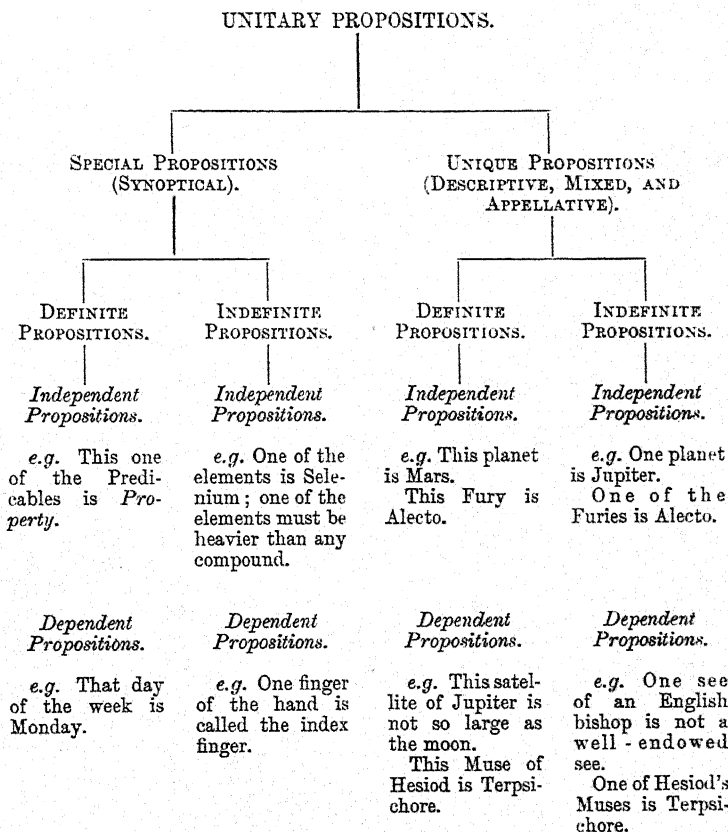 UNITARY PROPOSITIONS.
SPECIAL PROPOSITIONS
(SYNOPTICAL).
UNIQUE PROPOSITIONS
(DESCRIPTIVE, MIXED, AND
APPELLATIVE).
DEFINITE
PROPOSITIONS.
Independent
Propositions.
e.g. This one
of the Predi-
cables is Pro-
perty.
Dependent
Propositions.
e.g. That day
of the week is
Monday.
INDEFINITE
PROPOSITIONS.
Independent
Propositions.
e.g. One of the
elements is Sele-
nium ; one of the
elements must be
heavier than any
compound.
Dependent
Propositions.
e.g. One finger
of the hand is
called the index
finger.
DEFINITE
PROPOSITIONS.
Independent
Propositions.
e.g. This planet
is Mars.
This Fury is
Alecto.
Dependent
Propositions.
e.g. This satel-
lite of Jupiter is
not so large as
the moon.
This Muse of
Hesiod is Terpsi-
chore.
INDEFINITE
PROPOSITIONS.
Independent
Propositions.
e.g. One planet
is Jupiter.
One of the
Furies is Alecto.
Dependent
Propositions.
e.g. One see
of an English
bishop is not a
well-endowed
see.
One of Hesiod's
Muses is Terpsi-
chore.